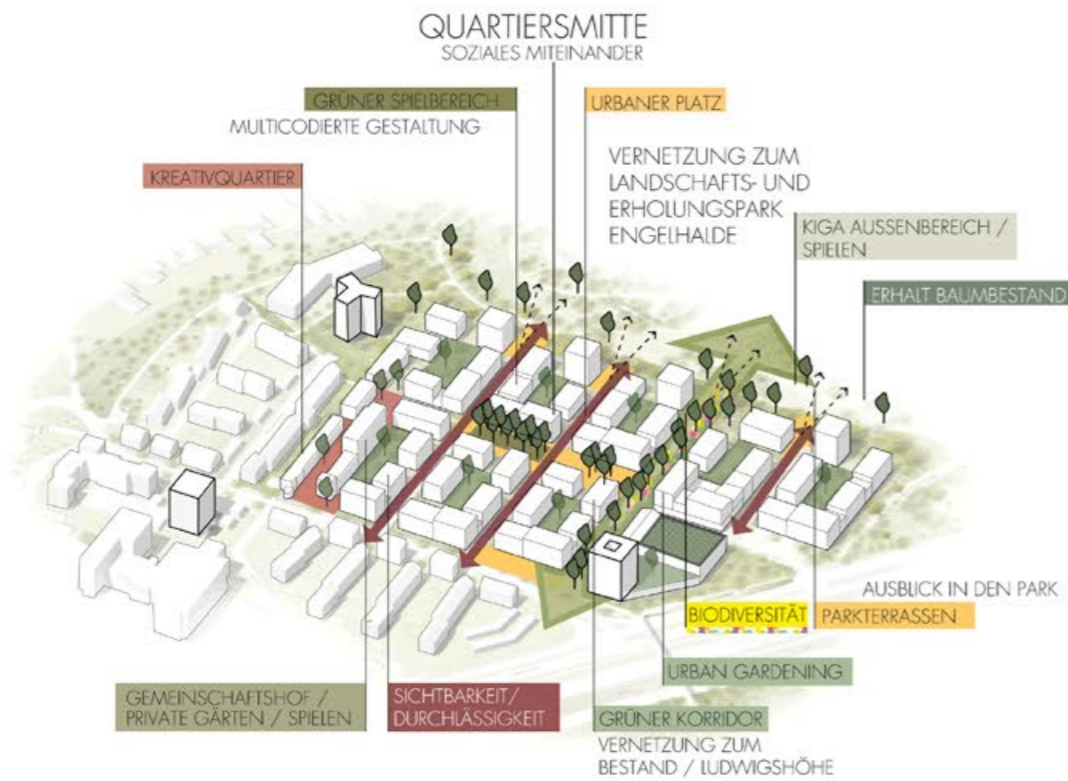 QUARTIERSMITTE
SOZIALES MITEINANDER
GRÜNER SPIELBEREICH
MULTICODIERTE GESTALTUNG
URBANER PLATZ
KREATIVQUARTIER
VERNETZUNG ZUM
LANDSCHAFTS- UND
ERHOLUNGSPARK
ENGELHALDE
KIGA AUSSENBEREICH /
SPIELEN
ERHALT BAUMBESTAND
AUSBLICK IN DEN PARK
BIODIVERSITÄT
PARKTERRASSEN
URBAN GARDENING
GEMEINSCHAFTSHOF /
PRIVATE GÄRTEN / SPIELEN
SICHTBARKEIT/
DURCHLÄSSIGKEIT
GRÜNER KORRIDOR
VERNETZUNG ZUM
BESTAND / LUDWIGSHÖHE